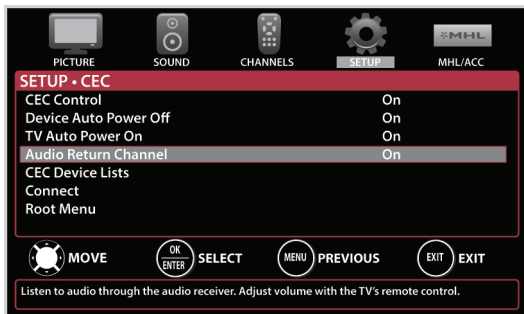 PICTURE SOUND CHANNELS SETUP MHL MHL/ACC
SETUP • CEC
CEC Control On
Device Auto Power Off On
TV Auto Power On On
Audio Return Channel On
CEC Device Lists
Connect
Root Menu
MOVE OK/ENTER SELECT MENU PREVIOUS EXIT EXIT
Listen to audio through the audio receiver. Adjust volume with the TV's remote control.